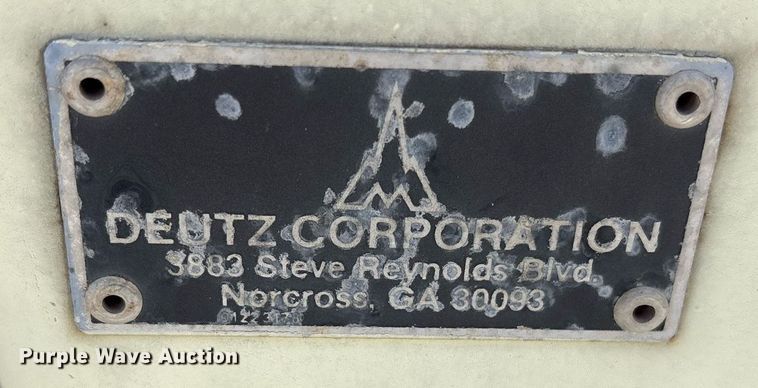 DEUTZ CORPORATION
3883 Steve Reynolds Blvd.
Norcross, GA 30093
Purple Wave Auction